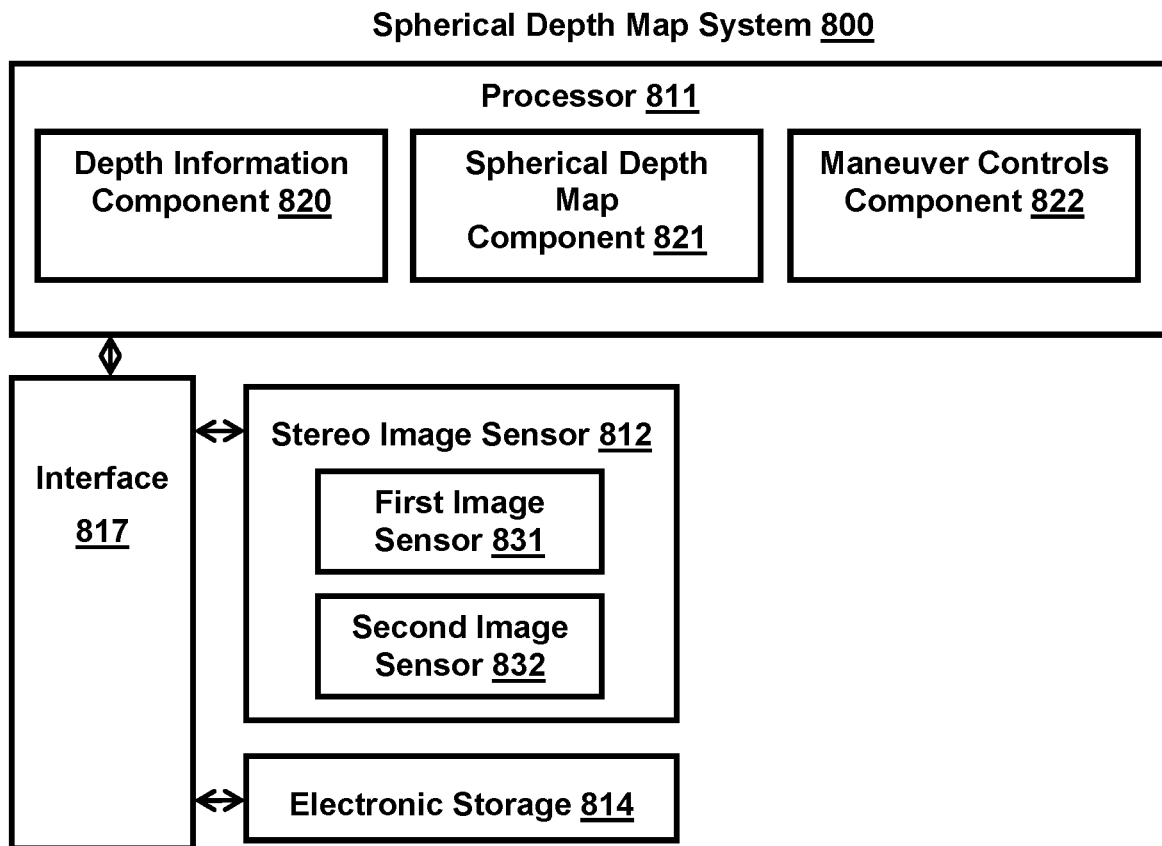 Spherical Depth Map System 800
Processor 811
Depth Information
Component 820
Spherical Depth
Map
Component 821
Maneuver Controls
Component 822
Interface
817
Stereo Image Sensor 812
First Image
Sensor 831
Second Image
Sensor 832
Electronic Storage 814